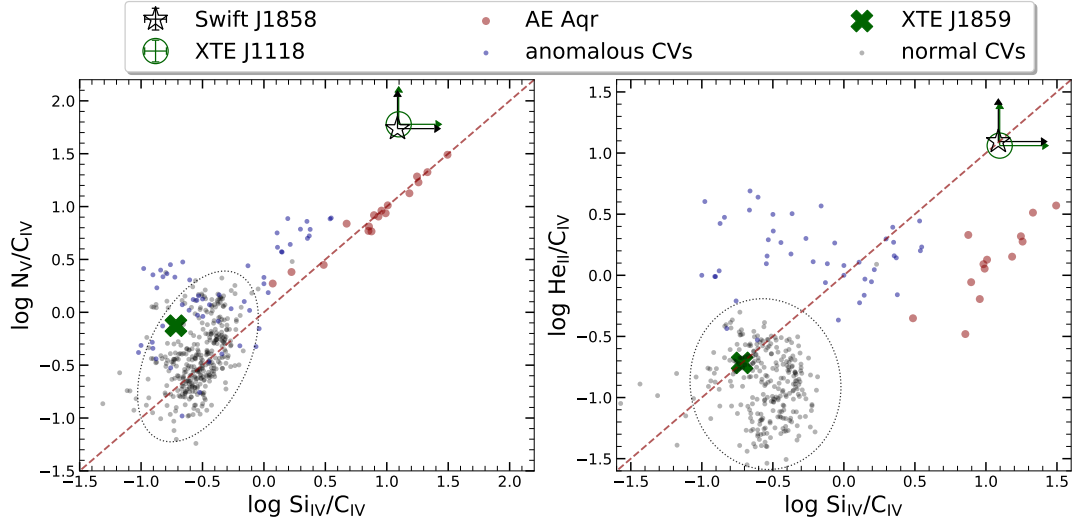 Swift J1858 AE Aqr XTE J1859
XTE J1118 anomalous CVs normal CVs
2.0
1.5
1.0
0.5
0.0
−0.5
−1.0
−1.5
log N_V/C_IV
−1.5 −1.0 −0.5 0.0 0.5 1.0 1.5 2.0
log Si_IV/C_IV
1.5
1.0
0.5
0.0
−0.5
−1.0
−1.5
log He_II/C_IV
−1.5 −1.0 −0.5 0.0 0.5 1.0 1.5
log Si_IV/C_IV